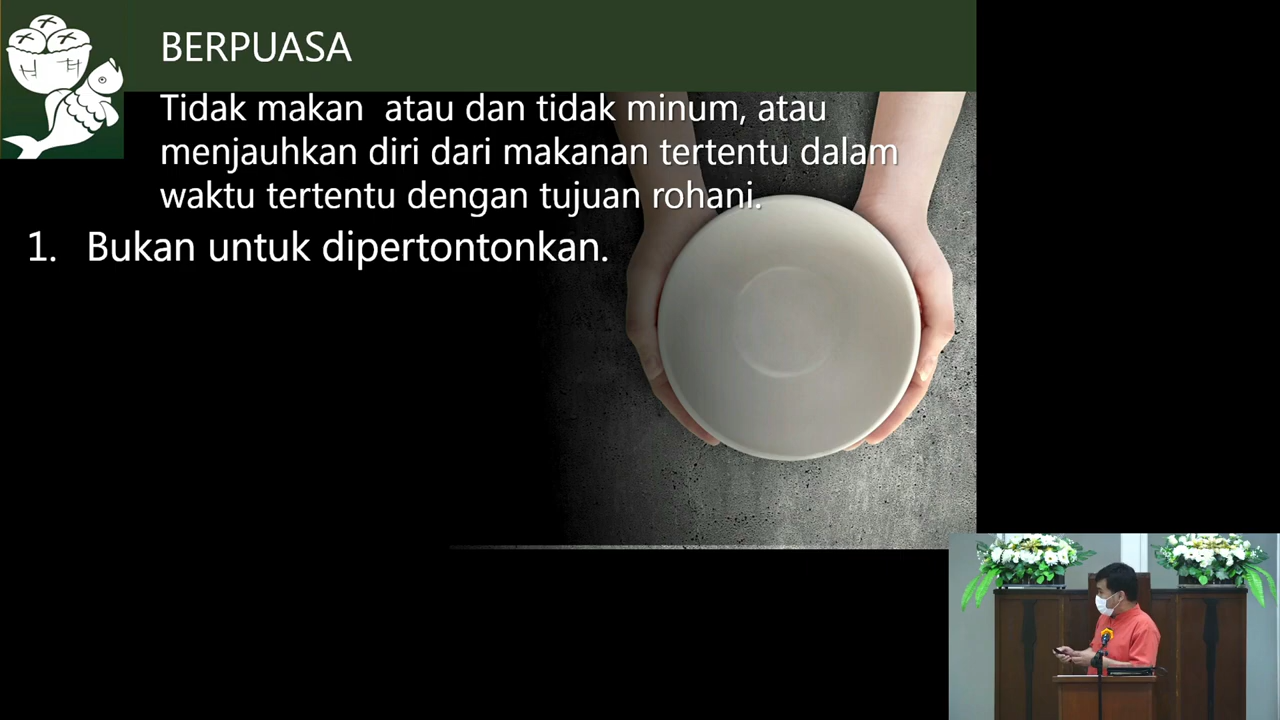 BERPUASA
Tidak makan  atau dan tidak minum, atau
menjauhkan diri dari makanan tertentu dalam
waktu tertentu dengan tujuan rohani.
1. Bukan untuk dipertontonkan.